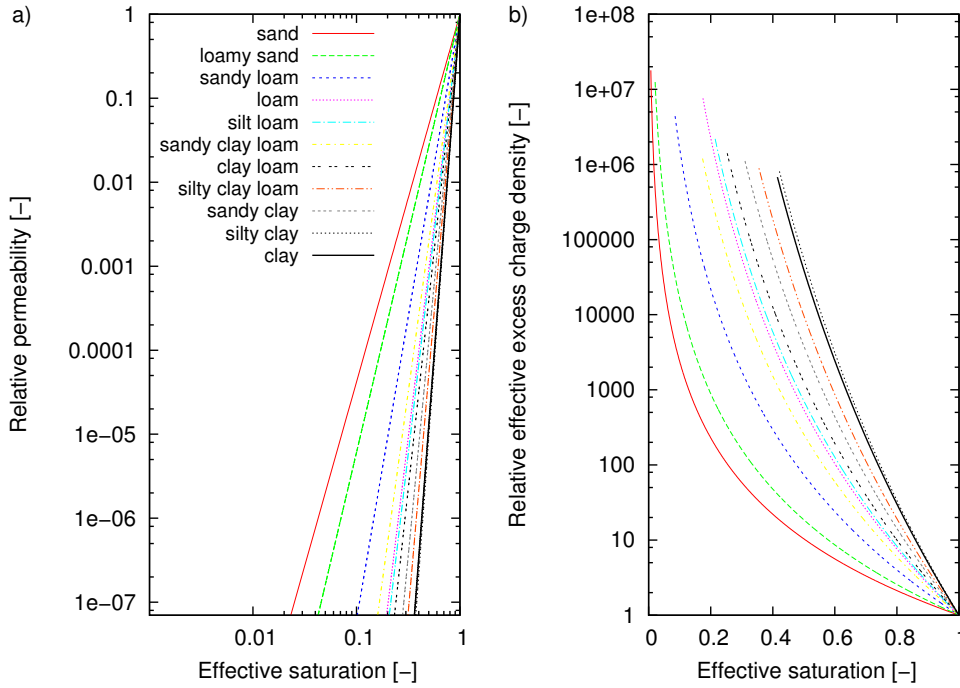 a)
Relative permeability [−]
1
0.1
0.01
0.001
0.0001
1e−05
1e−06
1e−07
0.01
0.1
1
Effective saturation [−]
sand
loamy sand
sandy loam
loam
silt loam
sandy clay loam
clay loam
silty clay loam
sandy clay
silty clay
clay
b)
Relative effective excess charge density [−]
1e+08
1e+07
1e+06
100000
10000
1000
100
10
1
0
0.2
0.4
0.6
0.8
1
Effective saturation [−]